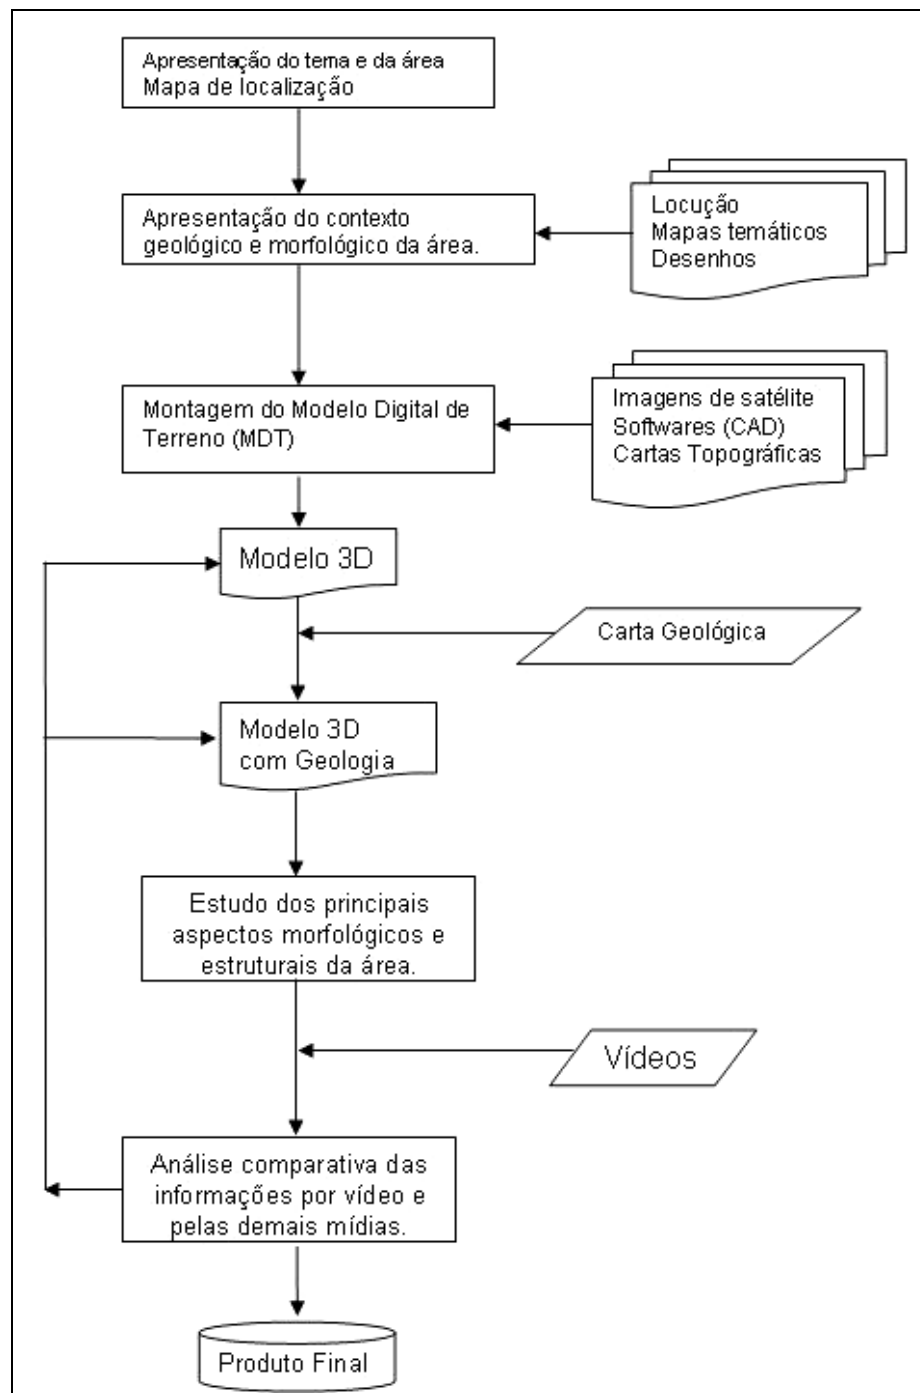 Apresentação do tema e da área
Mapa de localização
Apresentação do contexto
geológico e morfológico da área.
Locução
Mapas temáticos
Desenhos
Montagem do Modelo Digital de
Terreno (MDT)
Imagens de satélite
Softwares (CAD)
Cartas Topográficas
Modelo 3D
Carta Geológica
Modelo 3D
com Geologia
Estudo dos principais
aspectos morfológicos e
estruturais da área.
Vídeos
Análise comparativa das
informações por vídeo e
pelas demais mídias.
Produto Final